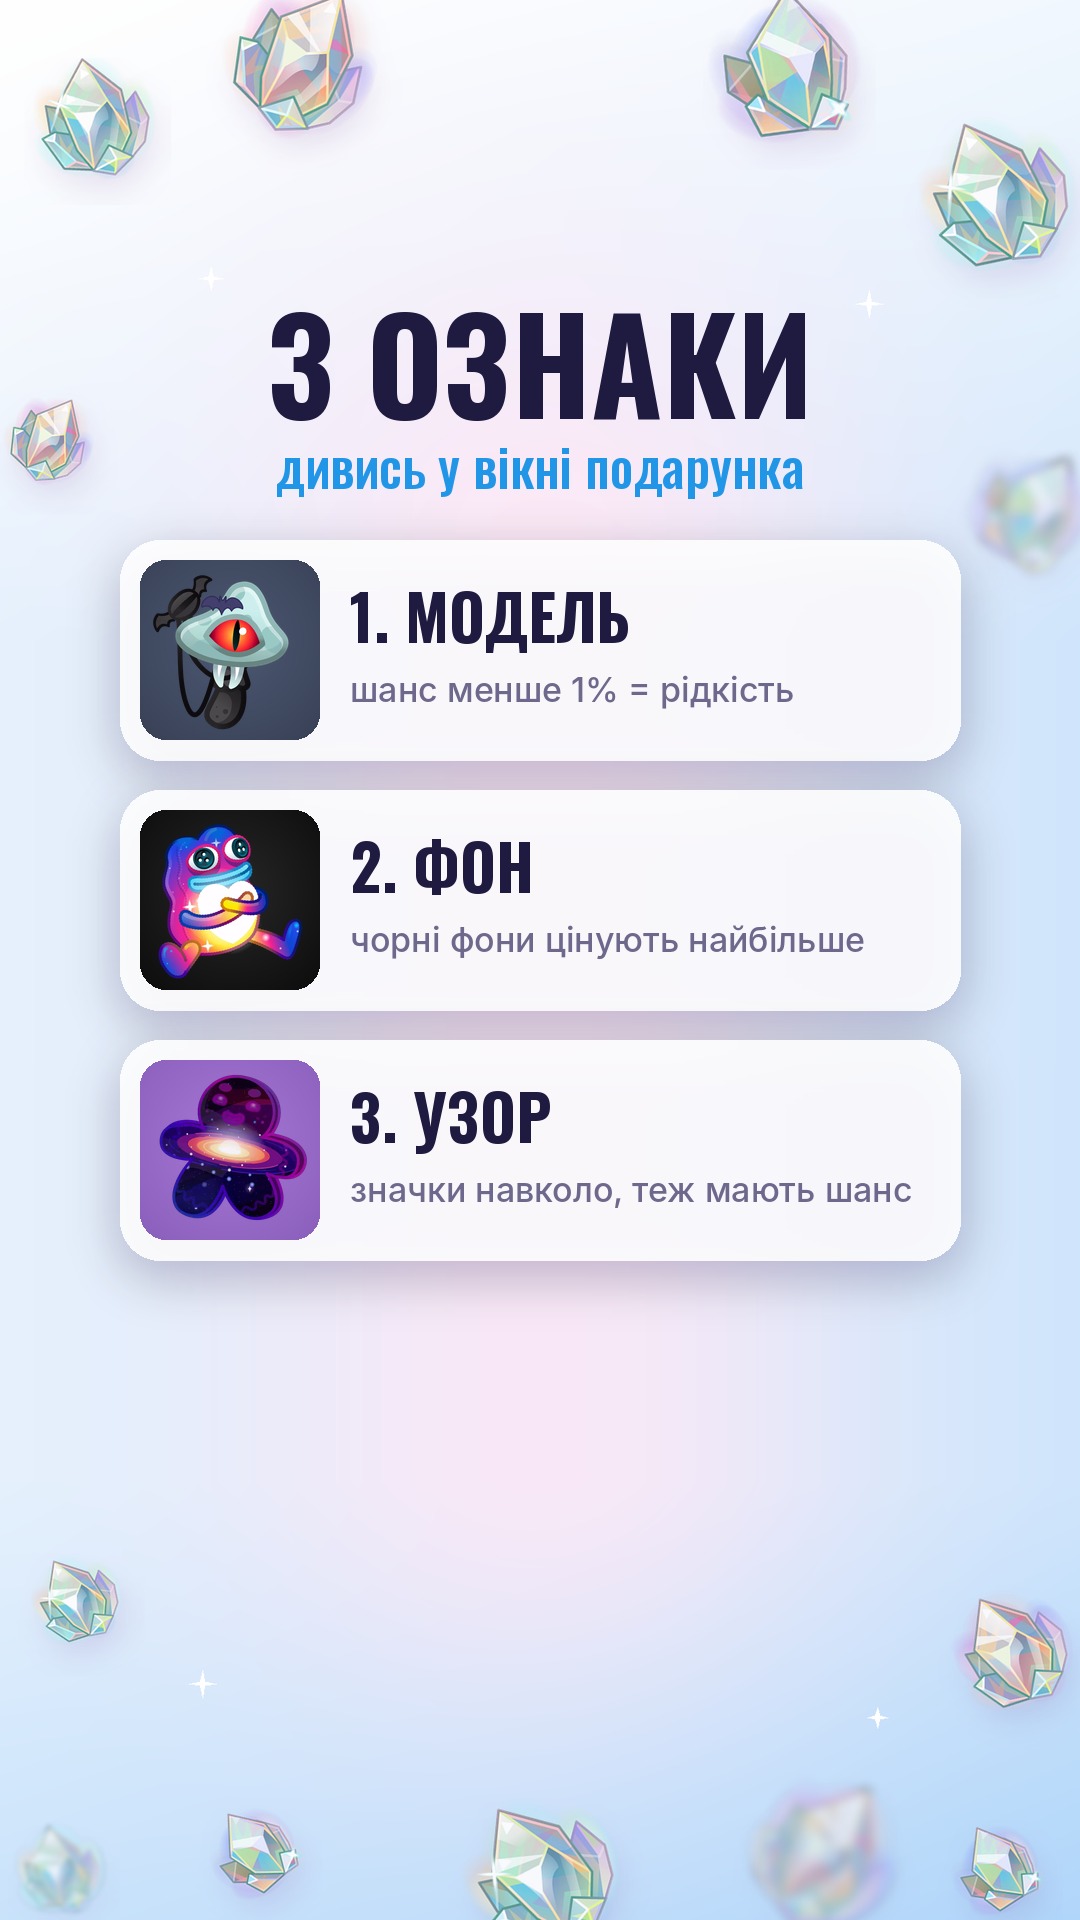 3 ОЗНАКИ
дивись у вікні подарунка
1. МОДЕЛЬ
шанс менше 1% = рідкість
2. ФОН
чорні фони цінують найбільше
3. УЗОР
значки навколо, теж мають шанс